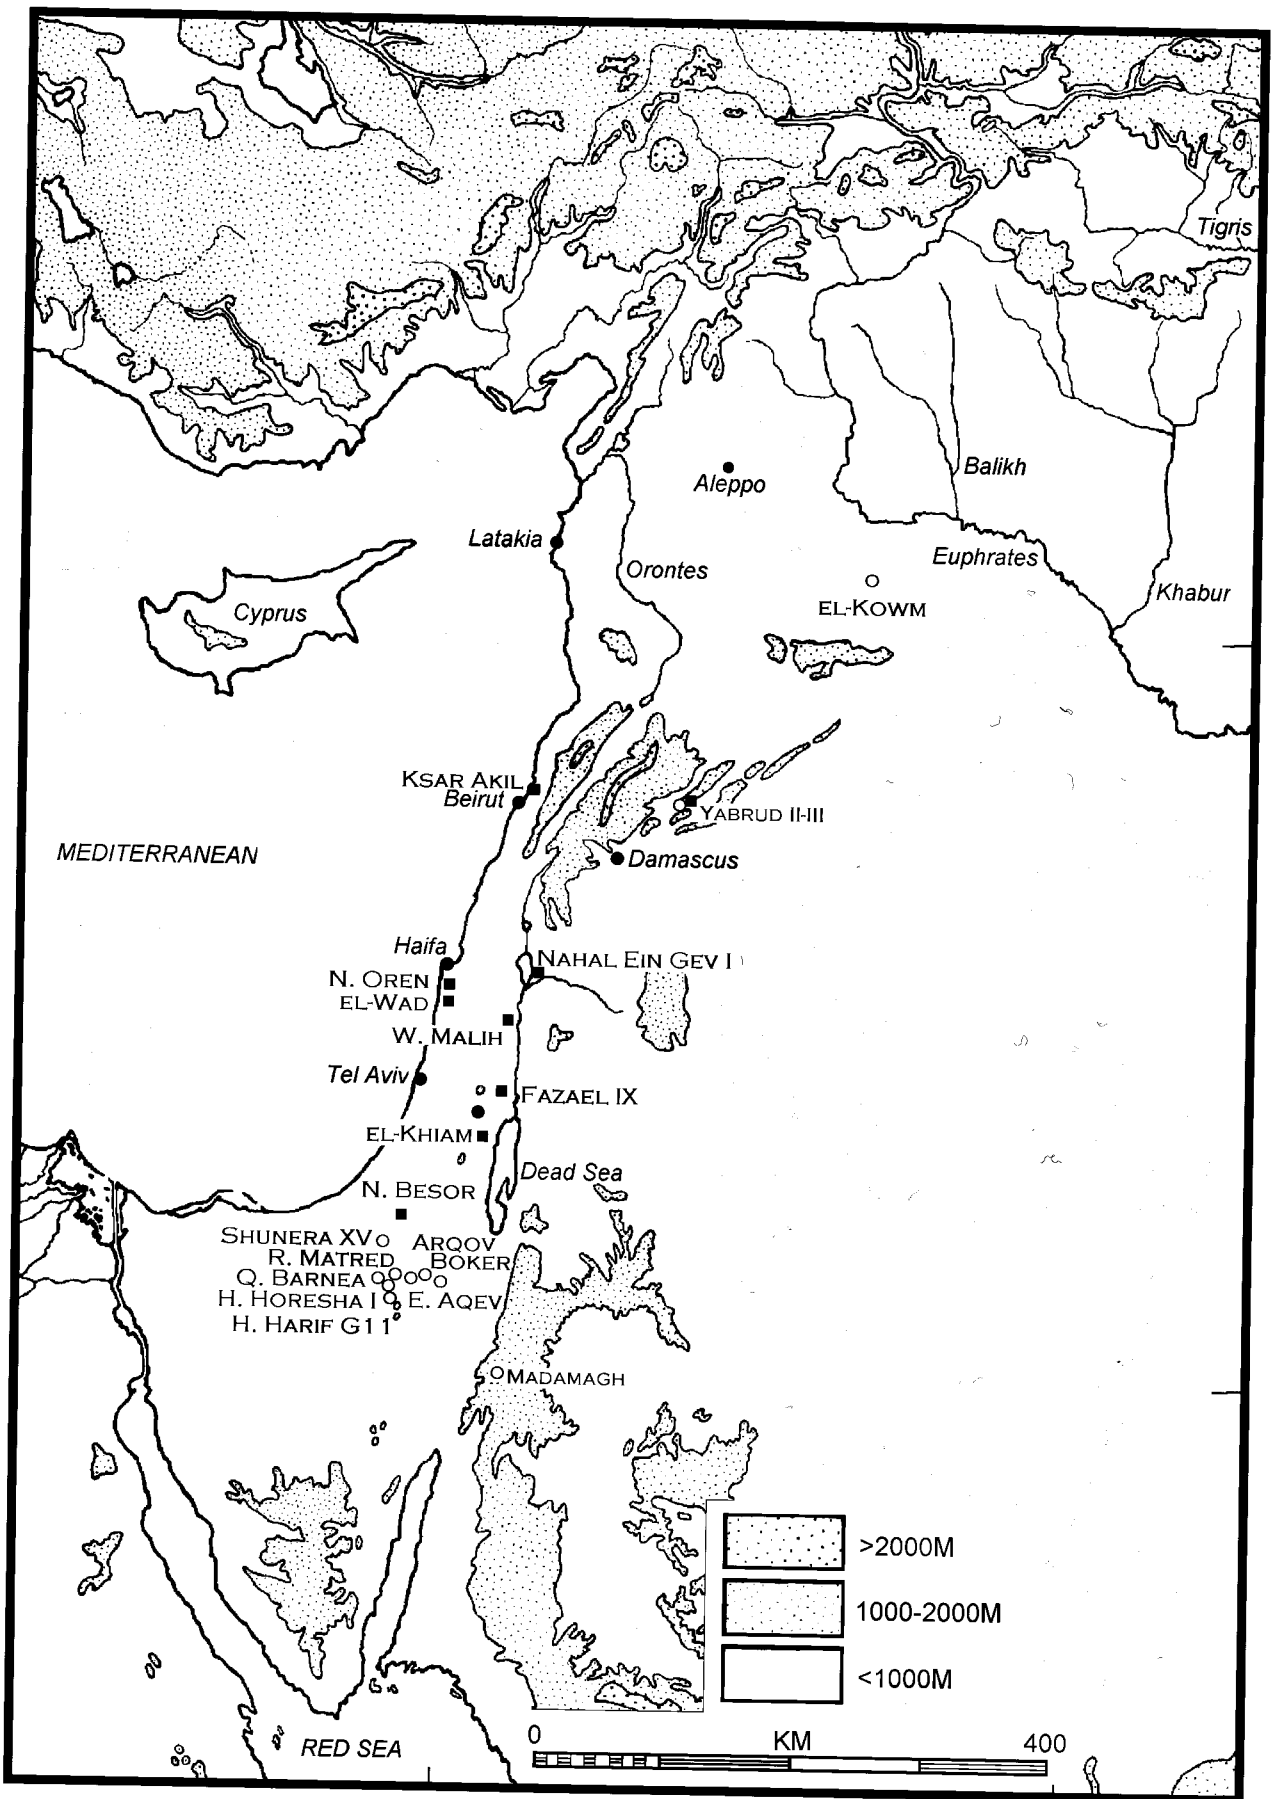 Tigris
Balikh
Aleppo
Latakia
Orontes
Euphrates
Khabur
EL-KOWM
Cyprus
KSAR AKIL
Beirut
YABRUD II-III
MEDITERRANEAN
Damascus
Haifa
NAHAL EIN GEV I
N. OREN
EL-WAD
W. MALIH
Tel Aviv
FAZAEL IX
EL-KHIAM
Dead Sea
N. BESOR
SHUNERA XV
ARQOV
R. MATRED
BOKER
Q. BARNEA
H. HORESHA I
E. AQEV
H. HARIF G11
MADAMAGH
>2000M
1000-2000M
<1000M
RED SEA
0 KM 400